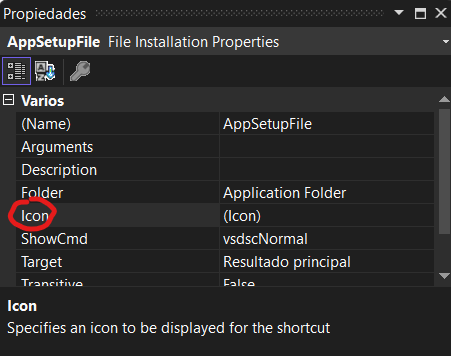 Propiedades
AppSetupFile File Installation Properties
Varios
(Name) AppSetupFile
Arguments
Description
Folder Application Folder
Icon (Icon)
ShowCmd vsdscNormal
Target Resultado principal
Transitive False
Icon
Specifies an icon to be displayed for the shortcut